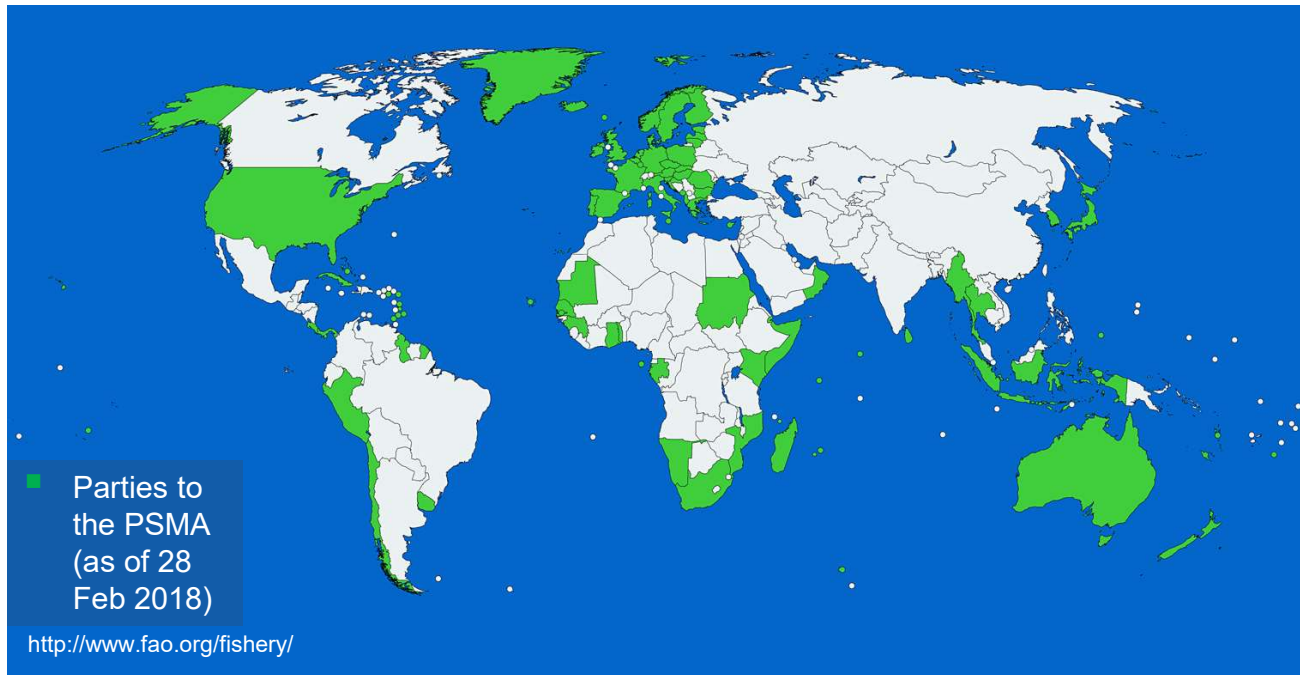 Parties to
the PSMA
(as of 28
Feb 2018)
http://www.fao.org/fishery/